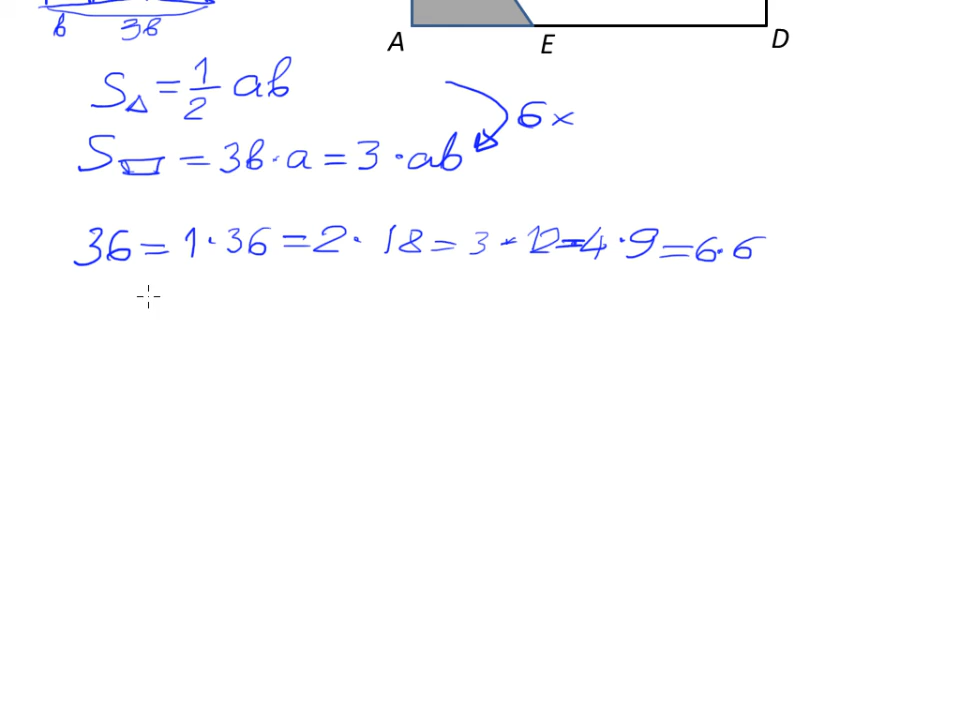 b 3b
A E D
S△ = 1/2 ab
6x
S▱ = 3b · a = 3 · ab
36 = 1 · 36 = 2 · 18 = 3 · 12 = 4 · 9 = 6 · 6